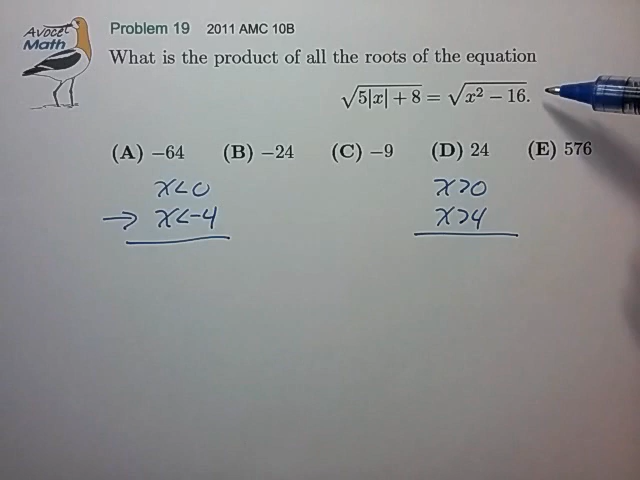 Avocet
Math
Problem 19 2011 AMC 10B
What is the product of all the roots of the equation
√5|x| + 8 = √x² − 16.
(A) −64 (B) −24 (C) −9 (D) 24 (E) 576
x<0 x>0
→ x<-4 x>4